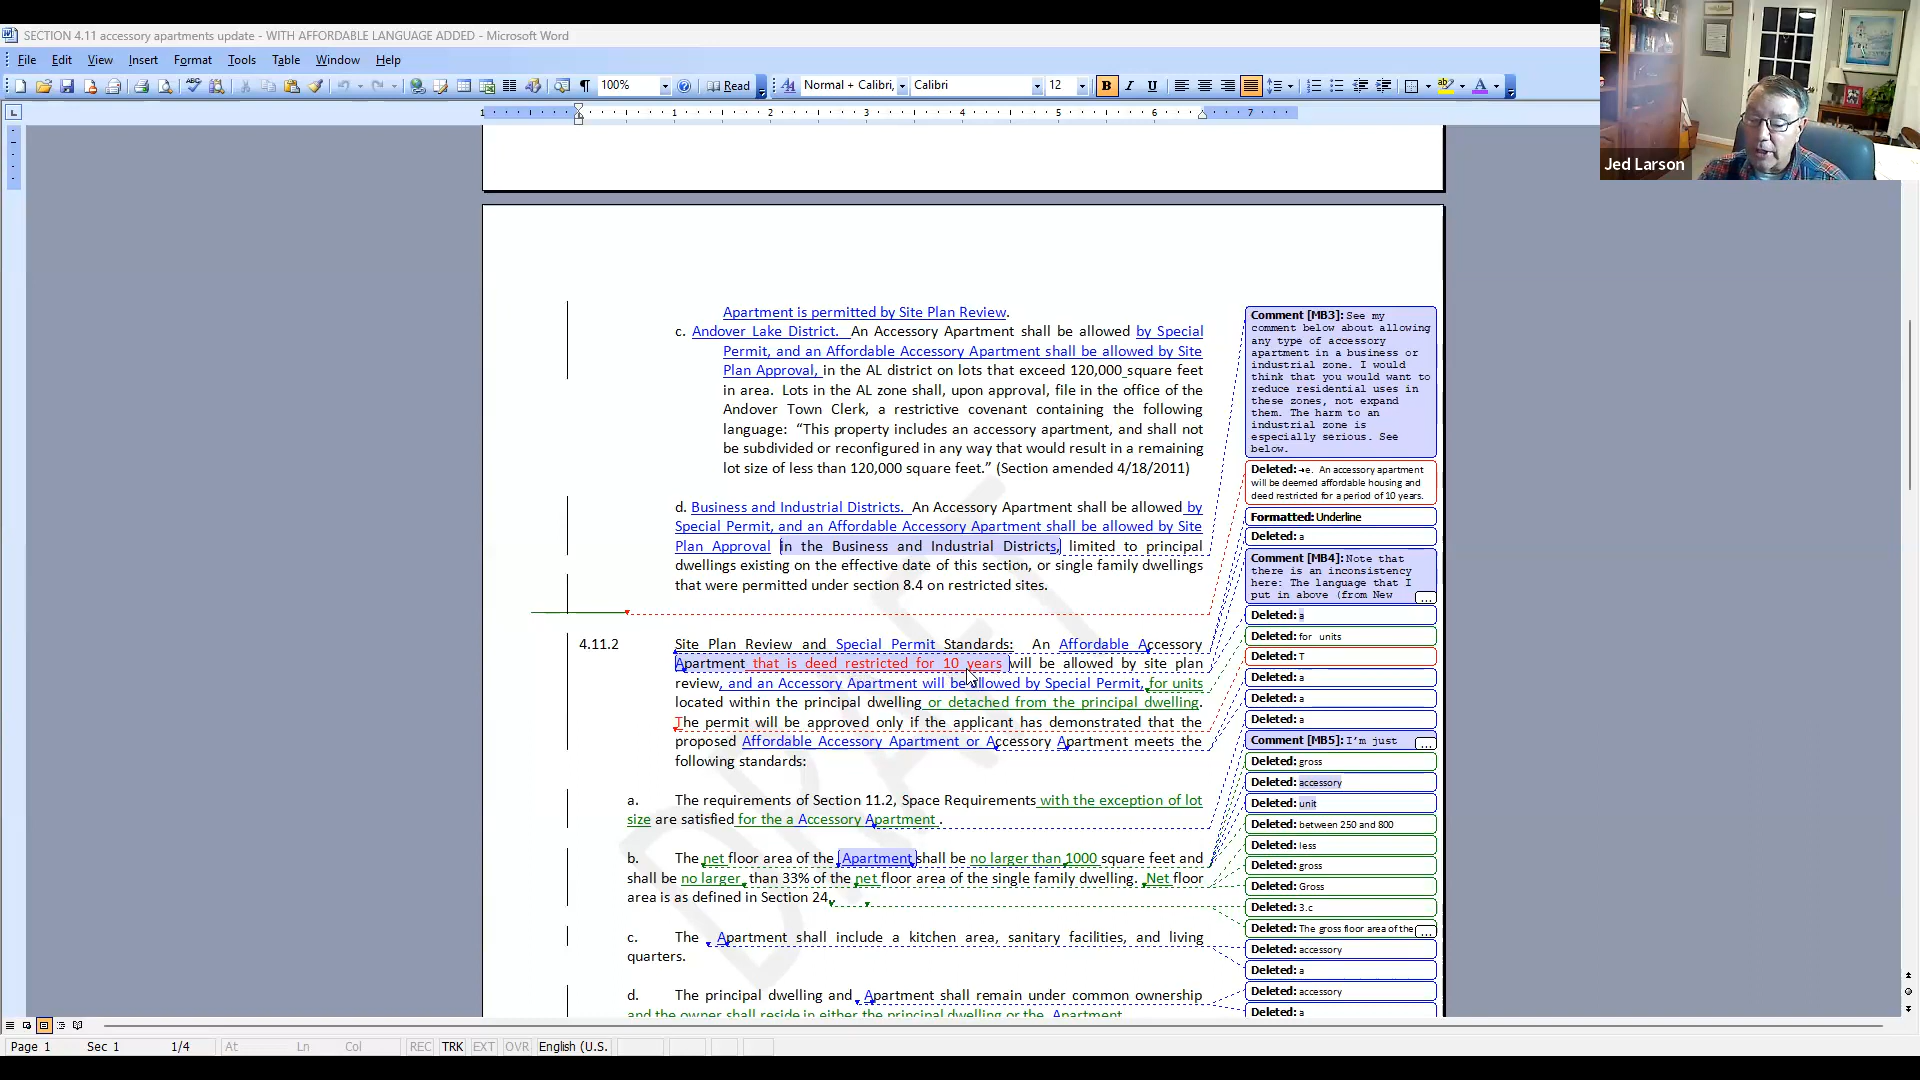 SECTION 4.11 accessory apartments update - WITH AFFORDABLE LANGUAGE ADDED - Microsoft Word
File Edit View Insert Format Tools Table Window Help
100% Read Normal + Calibri, Calibri 12 B I U
1 1 2 3 4 5 6 7
Jed Larson
Apartment is permitted by Site Plan Review.
c. Andover Lake District. An Accessory Apartment shall be allowed by Special
Permit, and an Affordable Accessory Apartment shall be allowed by Site
Plan Approval, in the AL district on lots that exceed 120,000 square feet
in area. Lots in the AL zone shall, upon approval, file in the office of the
Andover Town Clerk, a restrictive covenant containing the following
language: “This property includes an accessory apartment, and shall not
be subdivided or reconfigured in any way that would result in a remaining
lot size of less than 120,000 square feet.” (Section amended 4/18/2011)
d. Business and Industrial Districts. An Accessory Apartment shall be allowed by
Special Permit, and an Affordable Accessory Apartment shall be allowed by Site
Plan Approval in the Business and Industrial Districts, limited to principal
dwellings existing on the effective date of this section, or single family dwellings
that were permitted under section 8.4 on restricted sites.
4.11.2 Site Plan Review and Special Permit Standards: An Affordable Accessory
Apartment that is deed restricted for 10 years will be allowed by site plan
review, and an Accessory Apartment will be allowed by Special Permit, for units
located within the principal dwelling or detached from the principal dwelling.
The permit will be approved only if the applicant has demonstrated that the
proposed Affordable Accessory Apartment or Accessory Apartment meets the
following standards:
a. The requirements of Section 11.2, Space Requirements with the exception of lot
size are satisfied for the a Accessory Apartment .
b. The net floor area of the Apartment shall be no larger than 1000 square feet and
shall be no larger than 33% of the net floor area of the single family dwelling. Net floor
area is as defined in Section 24.
c. The Apartment shall include a kitchen area, sanitary facilities, and living
quarters.
d. The principal dwelling and Apartment shall remain under common ownership
and the owner shall reside in either the principal dwelling or the Apartment
DRAFT
Comment [MB3]: See my
comment below about allowing
any type of accessory
apartment in a business or
industrial zone. I would
think that you would want to
reduce residential uses in
these zones, not expand
them. The harm to an
industrial zone is
especially serious. See
below.
Deleted: →e. An accessory apartment
will be deemed affordable housing and
deed restricted for a period of 10 years.
Formatted: Underline
Deleted: a
Comment [MB4]: Note that
there is an inconsistency
here: The language that I
put in above (from New ...
Deleted: a
Deleted: for units
Deleted: T
Deleted: a
Deleted: a
Deleted: a
Comment [MB5]: I’m just ...
Deleted: gross
Deleted: accessory
Deleted: unit
Deleted: between 250 and 800
Deleted: less
Deleted: gross
Deleted: Gross
Deleted: 3.c
Deleted: The gross floor area of the ...
Deleted: accessory
Deleted: a
Deleted: accessory
Deleted: a
Page 1 Sec 1 1/4 At Ln Col REC TRK EXT OVR English (U.S.